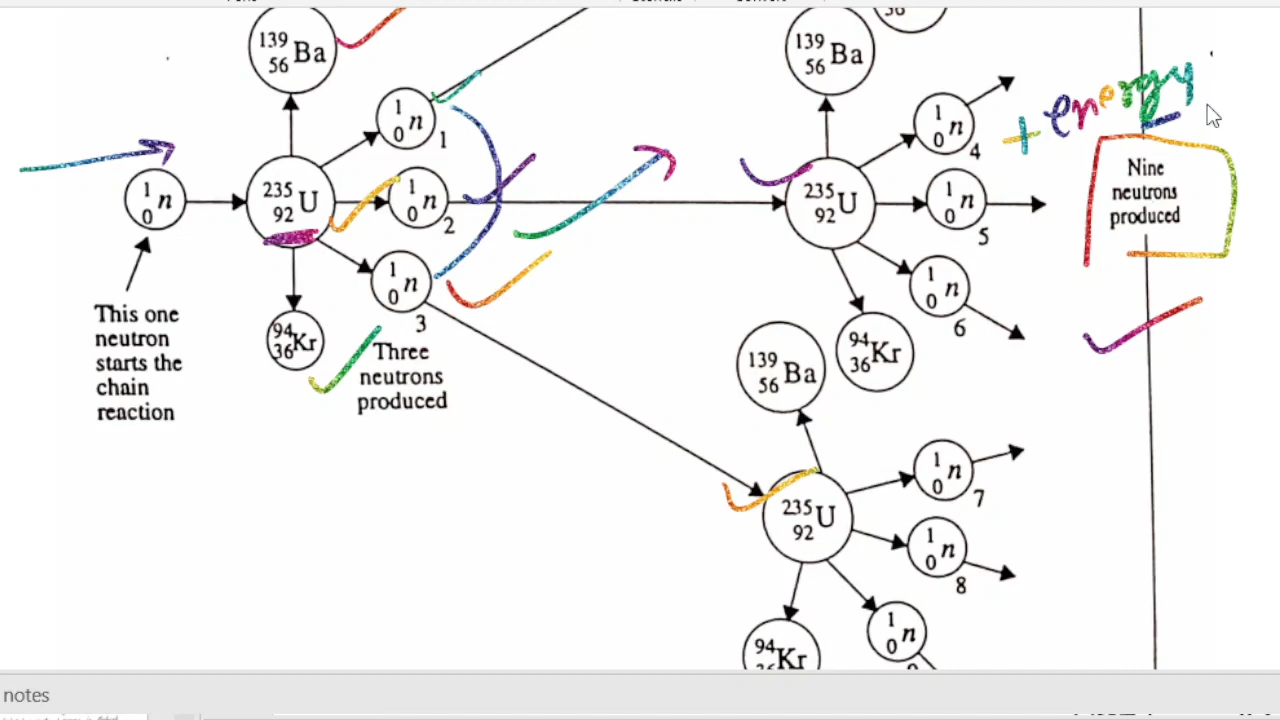 139
56 Ba
1
0 n
1
1
0 n
235
92 U
1
0 n
2
1
0 n
3
94
36 Kr
This one
neutron
starts the
chain
reaction
Three
neutrons
produced
36
139
56 Ba
235
92 U
1
0 n
4
1
0 n
5
1
0 n
6
94
36 Kr
+ energy
Nine
neutrons
produced
139
56 Ba
235
92 U
1
0 n
7
1
0 n
8
1
0 n
94
36 Kr
notes